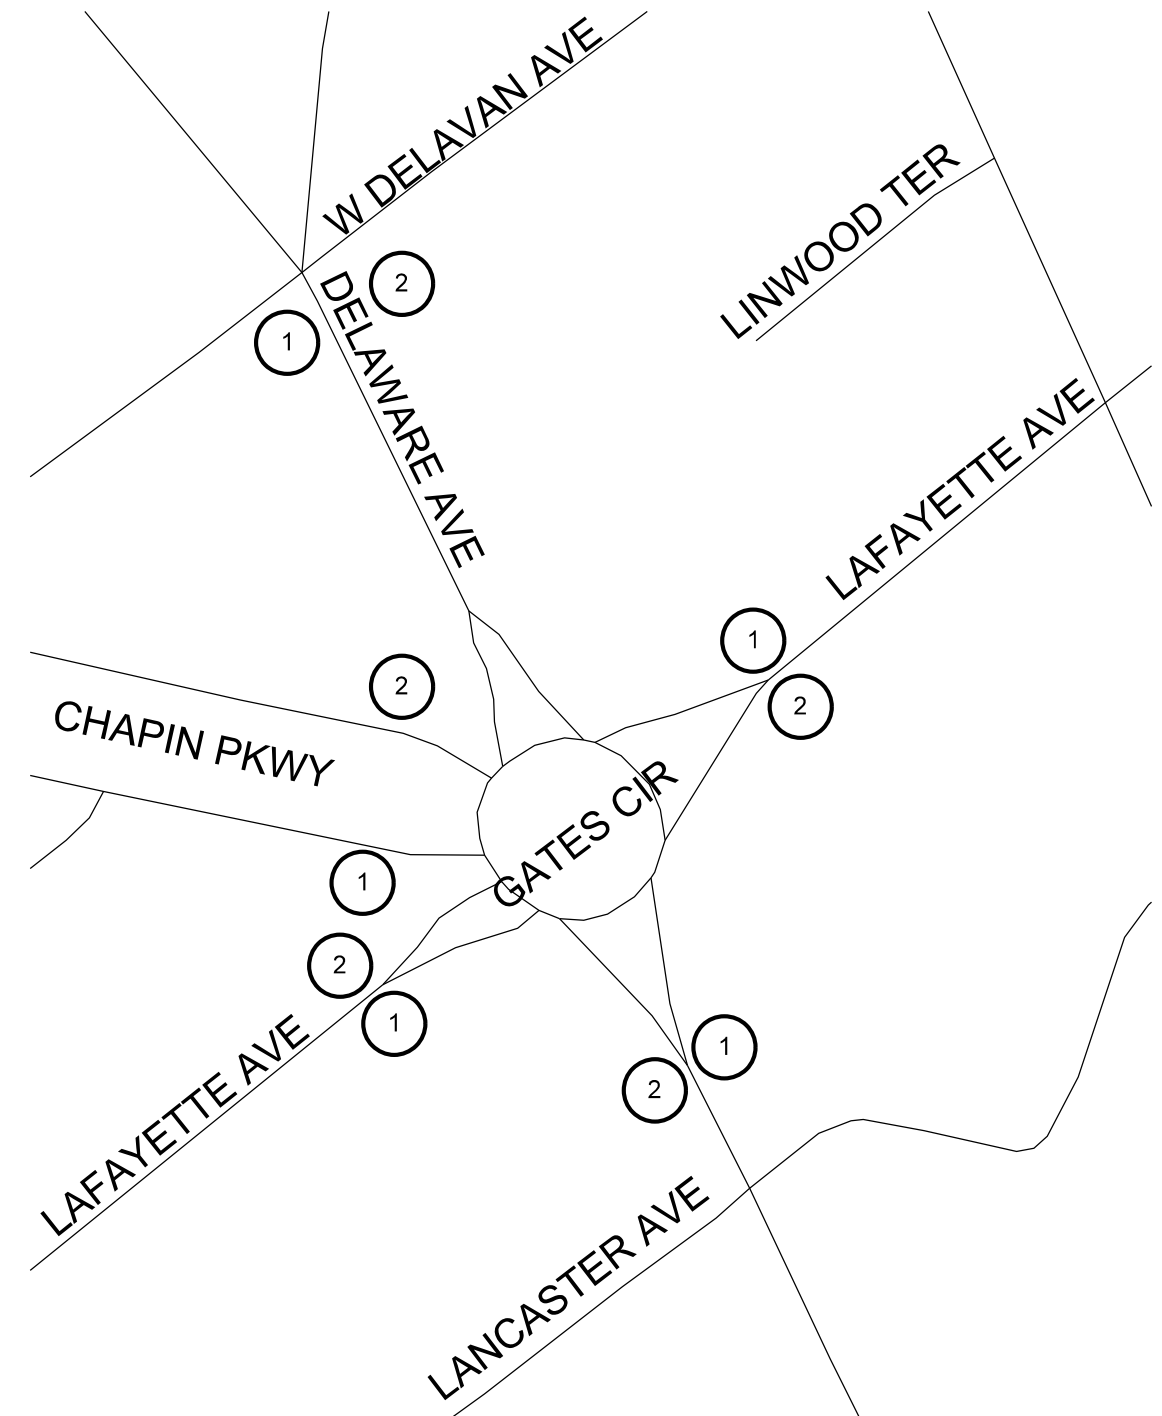 W DELAVAN AVE
LINWOOD TER
2
DELAWARE AVE
1
LAFAYETTE AVE
1
2
2
CHAPIN PKWY
GATES CIR
1
2
1
1
2
LAFAYETTE AVE
LANCASTER AVE